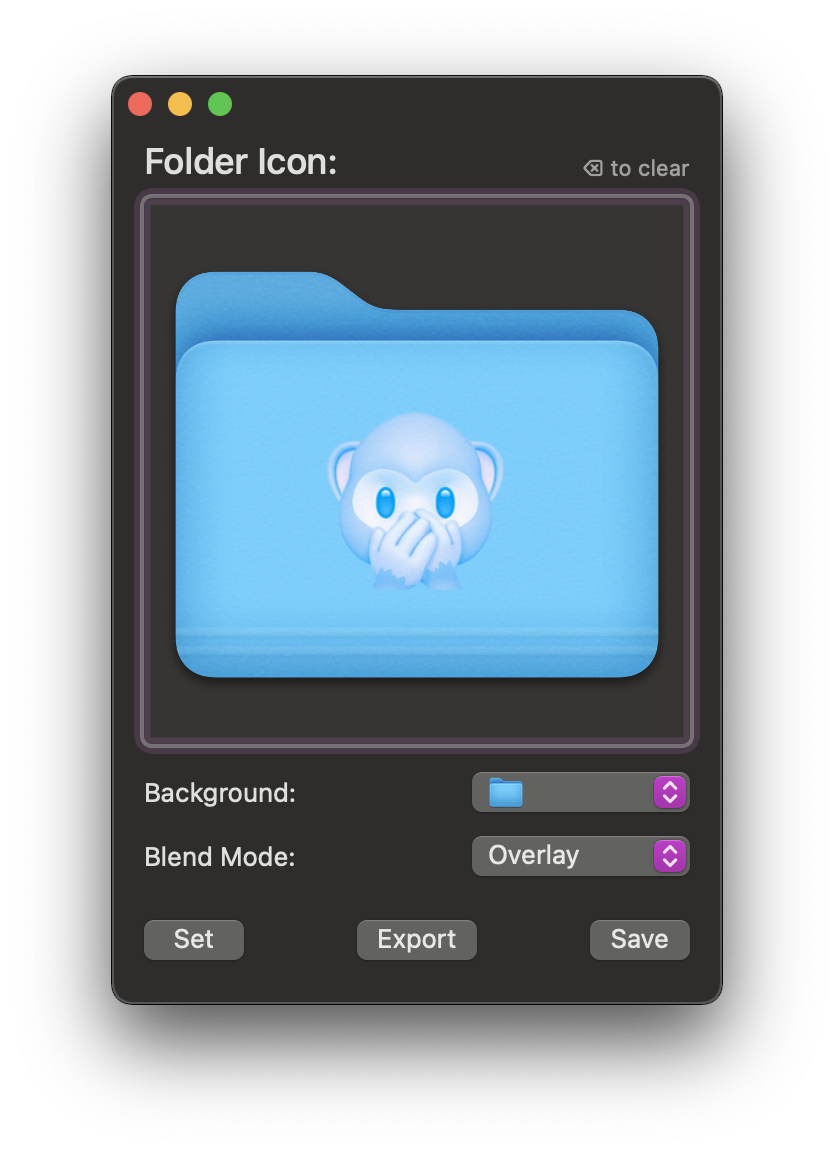 Folder Icon:
⌫ to clear
Background:
Blend Mode:
Overlay
Set
Export
Save